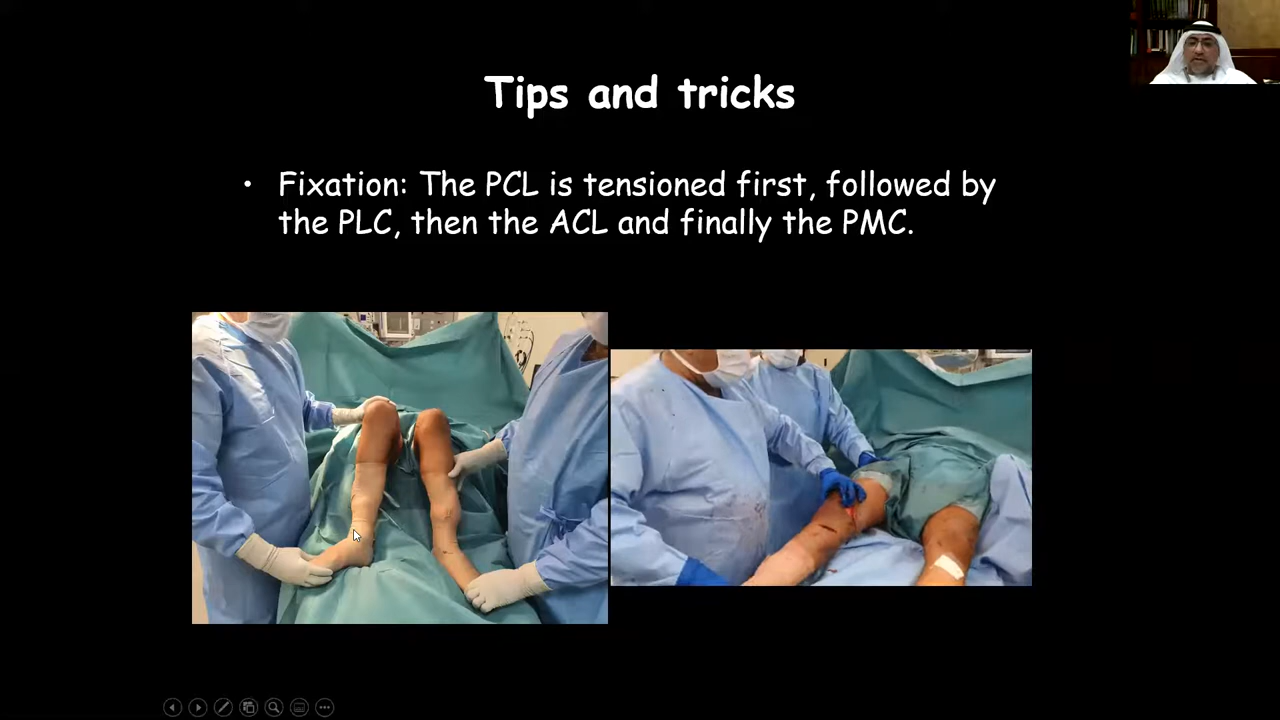 Tips and tricks
• Fixation: The PCL is tensioned first, followed by
the PLC, then the ACL and finally the PMC.